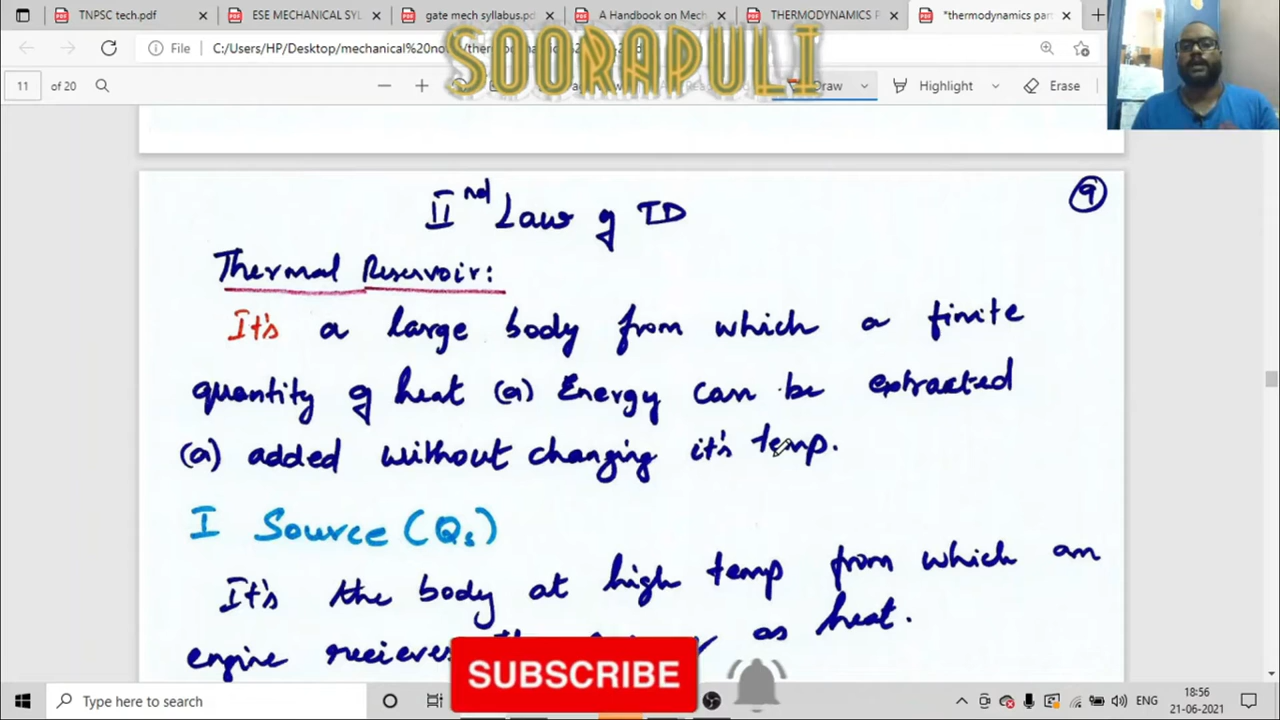 TNPSC tech.pdf
ESE MECHANICAL SYL
gate mech syllabus.pd
A Handbook on Mech
THERMODYNAMICS P
*thermodynamics par
File
C:/Users/HP/Desktop/mechanical%20no
SOORAPULI
11 of 20
Draw
Highlight
Erase
IInd Law of TD
9
Thermal Reservoir:
It's a large body from which a finite
quantity of heat (or) Energy can be extracted
(or) added without changing it's temp.
I Source (Qs)
It's the body at high temp from which an
engine recieves as heat.
SUBSCRIBE
Type here to search
ENG
18:56
21-06-2021